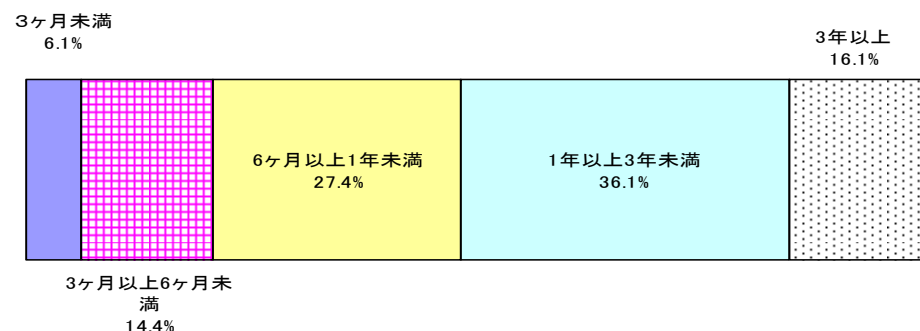 3ヶ月未満
6.1%
3ヶ月以上6ヶ月未
満
14.4%
6ヶ月以上1年未満
27.4%
1年以上3年未満
36.1%
3年以上
16.1%